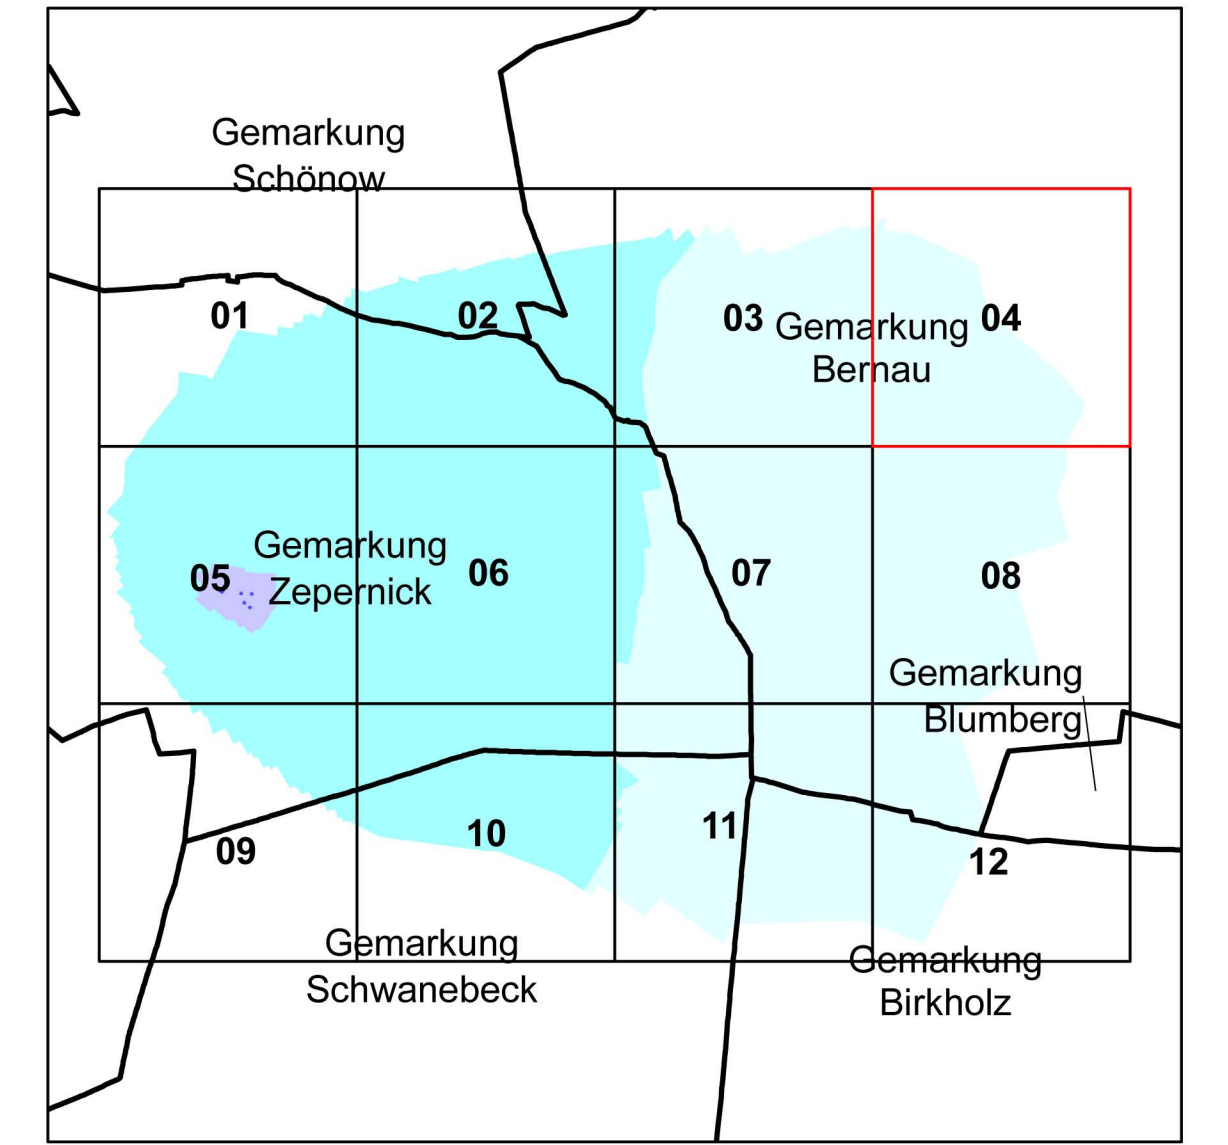 Gemarkung
Schönow
01
02
03
Gemarkung
Bernau
04
05
Gemarkung
Zepernick
06
07
08
Gemarkung
Blumberg
09
10
11
12
Gemarkung
Schwanebeck
Gemarkung
Birkholz